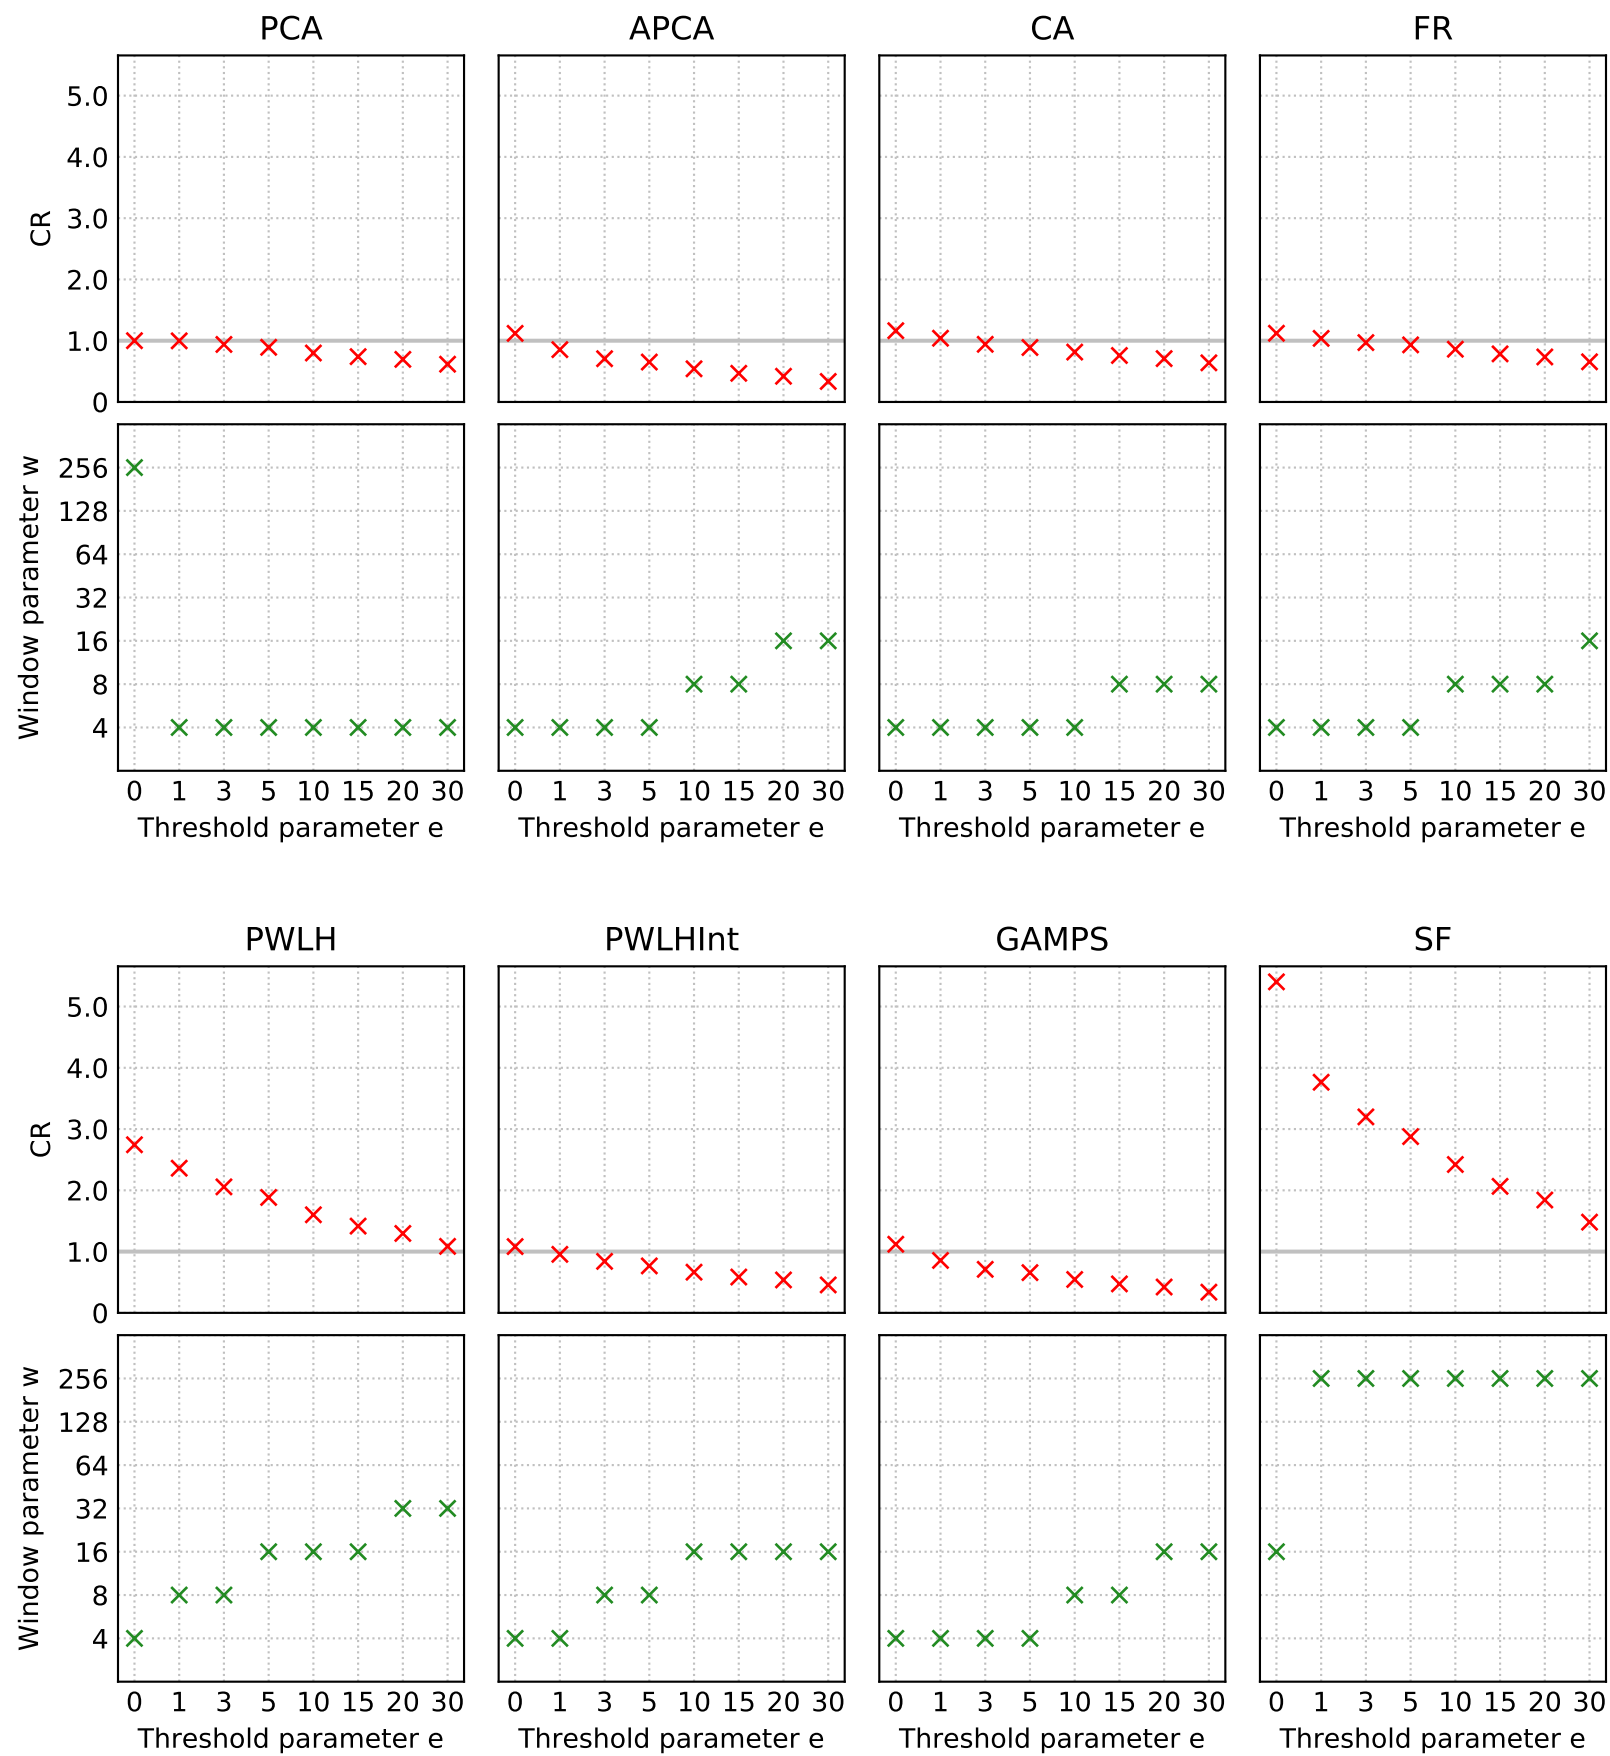 PCA APCA CA FR
5.0
4.0
3.0
CR
2.0
1.0
0
Window parameter w
256
128
64
32
16
8
4
0 1 3 5 10 15 20 30 0 1 3 5 10 15 20 30 0 1 3 5 10 15 20 30 0 1 3 5 10 15 20 30
Threshold parameter e Threshold parameter e Threshold parameter e Threshold parameter e
PWLH PWLHInt GAMPS SF
5.0
4.0
3.0
CR
2.0
1.0
0
Window parameter w
256
128
64
32
16
8
4
0 1 3 5 10 15 20 30 0 1 3 5 10 15 20 30 0 1 3 5 10 15 20 30 0 1 3 5 10 15 20 30
Threshold parameter e Threshold parameter e Threshold parameter e Threshold parameter e